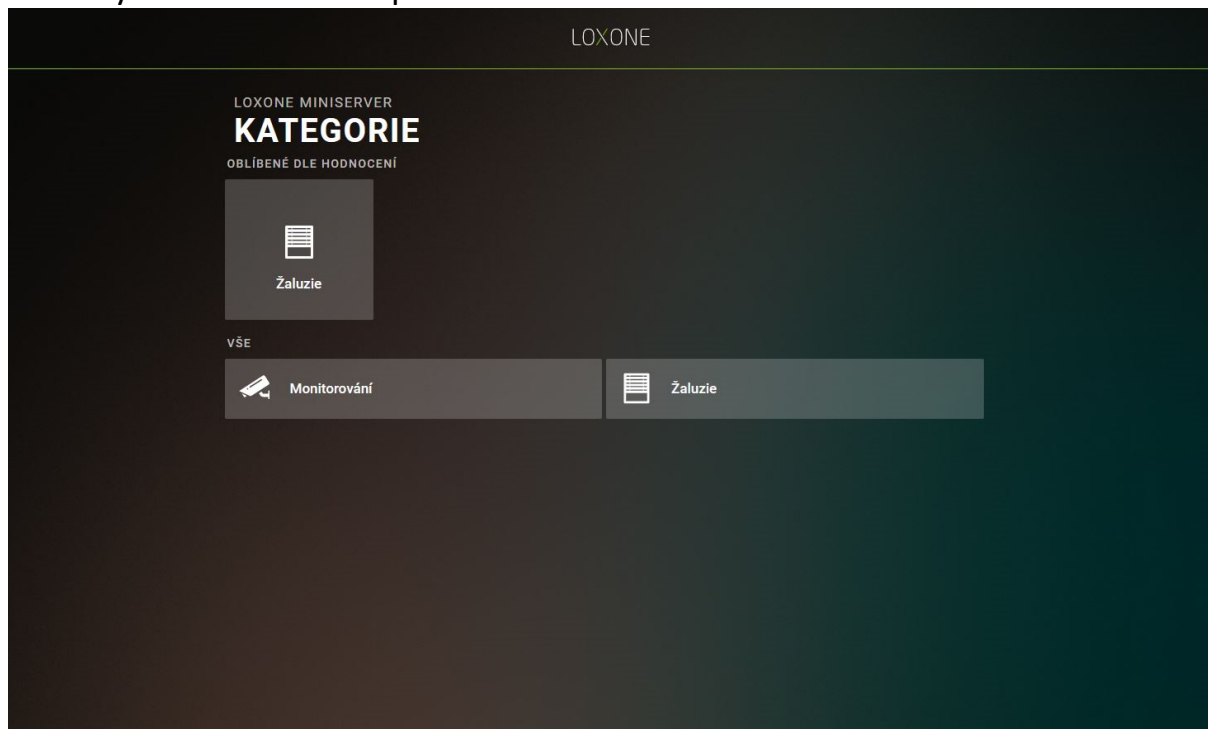 LOXONE
LOXONE MINISERVER
KATEGORIE
OBLÍBENÉ DLE HODNOCENÍ
Žaluzie
VŠE
Monitorování
Žaluzie